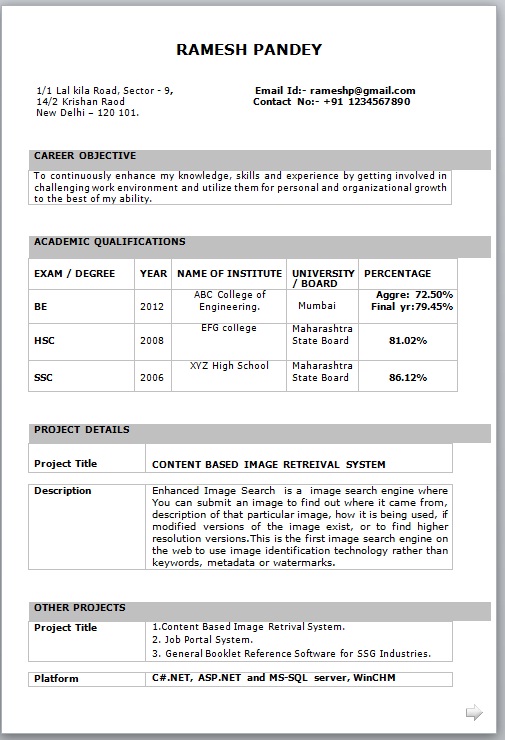 RAMESH PANDEY
1/1 Lal kila Road, Sector - 9,
14/2 Krishan Raod
New Delhi – 120 101.
Email Id:- rameshp@gmail.com
Contact No:- +91 1234567890
CAREER OBJECTIVE
To continuously enhance my knowledge, skills and experience by getting involved in
challenging work environment and utilize them for personal and organizational growth
to the best of my ability.
ACADEMIC QUALIFICATIONS
EXAM / DEGREE YEAR NAME OF INSTITUTE UNIVERSITY / BOARD PERCENTAGE
BE 2012 ABC College of Engineering. Mumbai Aggre: 72.50% Final yr:79.45%
HSC 2008 EFG college Maharashtra State Board 81.02%
SSC 2006 XYZ High School Maharashtra State Board 86.12%
PROJECT DETAILS
Project Title CONTENT BASED IMAGE RETREIVAL SYSTEM
Description Enhanced Image Search is a image search engine where
You can submit an image to find out where it came from,
description of that particular image, how it is being used, if
modified versions of the image exist, or to find higher
resolution versions.This is the first image search engine on
the web to use image identification technology rather than
keywords, metadata or watermarks.
OTHER PROJECTS
Project Title 1.Content Based Image Retrival System.
2. Job Portal System.
3. General Booklet Reference Software for SSG Industries.
Platform C#.NET, ASP.NET and MS-SQL server, WinCHM